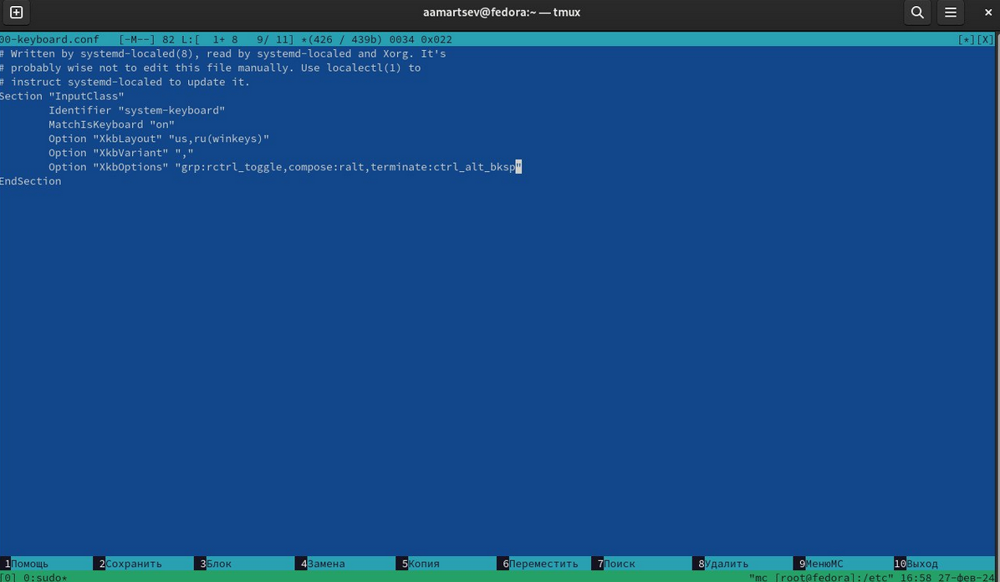 aamartsev@fedora:~ — tmux
00-keyboard.conf   [-M--] 82 L:[  1+ 8   9/ 11] *(426 / 439b) 0034 0x022 [*][X]
# Written by systemd-localed(8), read by systemd-localed and Xorg. It's
# probably wise not to edit this file manually. Use localectl(1) to
# instruct systemd-localed to update it.
Section "InputClass"
        Identifier "system-keyboard"
        MatchIsKeyboard "on"
        Option "XkbLayout" "us,ru(winkeys)"
        Option "XkbVariant" ","
        Option "XkbOptions" "grp:rctrl_toggle,compose:ralt,terminate:ctrl_alt_bksp"
EndSection
1Помощь 2Сохранить 3Блок 4Замена 5Копия 6Переместить 7Поиск 8Удалить 9МенюМС 10Выход
[0] 0:sudo* "mc [root@fedora]:/etc" 16:58 27-фев-24